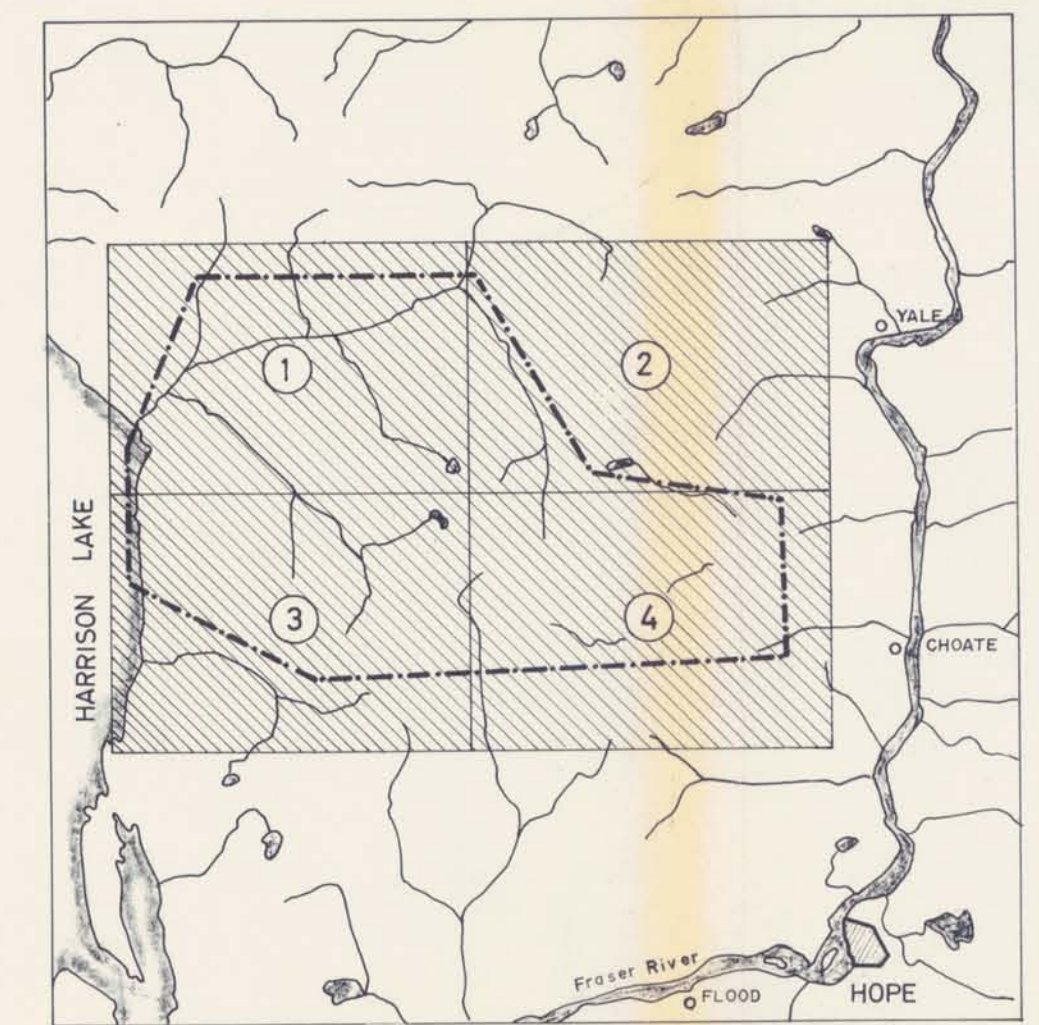 YALE
1
2
HARRISON LAKE
3
4
CHOATE
Fraser River
FLOOD
HOPE